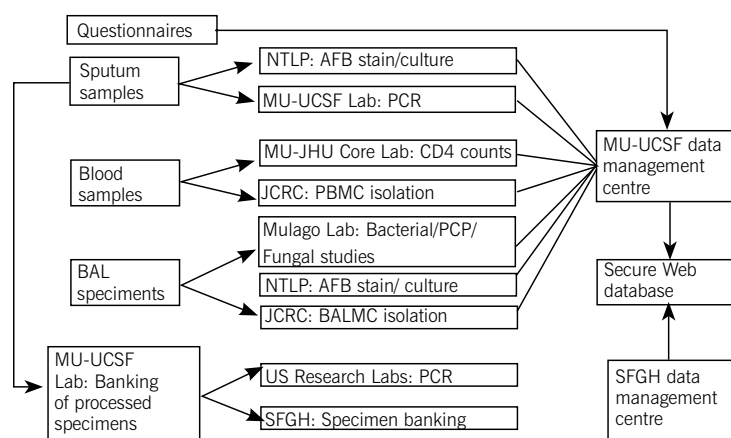 Questionnaires
Sputum
samples
NTLP: AFB stain/culture
MU-UCSF Lab: PCR
Blood
samples
MU-JHU Core Lab: CD4 counts
JCRC: PBMC isolation
BAL
speciments
Mulago Lab: Bacterial/PCP/
Fungal studies
NTLP: AFB stain/ culture
JCRC: BALMC isolation
MU-UCSF
Lab: Banking
of processed
specimens
US Research Labs: PCR
SFGH: Specimen banking
MU-UCSF data
management
centre
Secure Web
database
SFGH data
management
centre